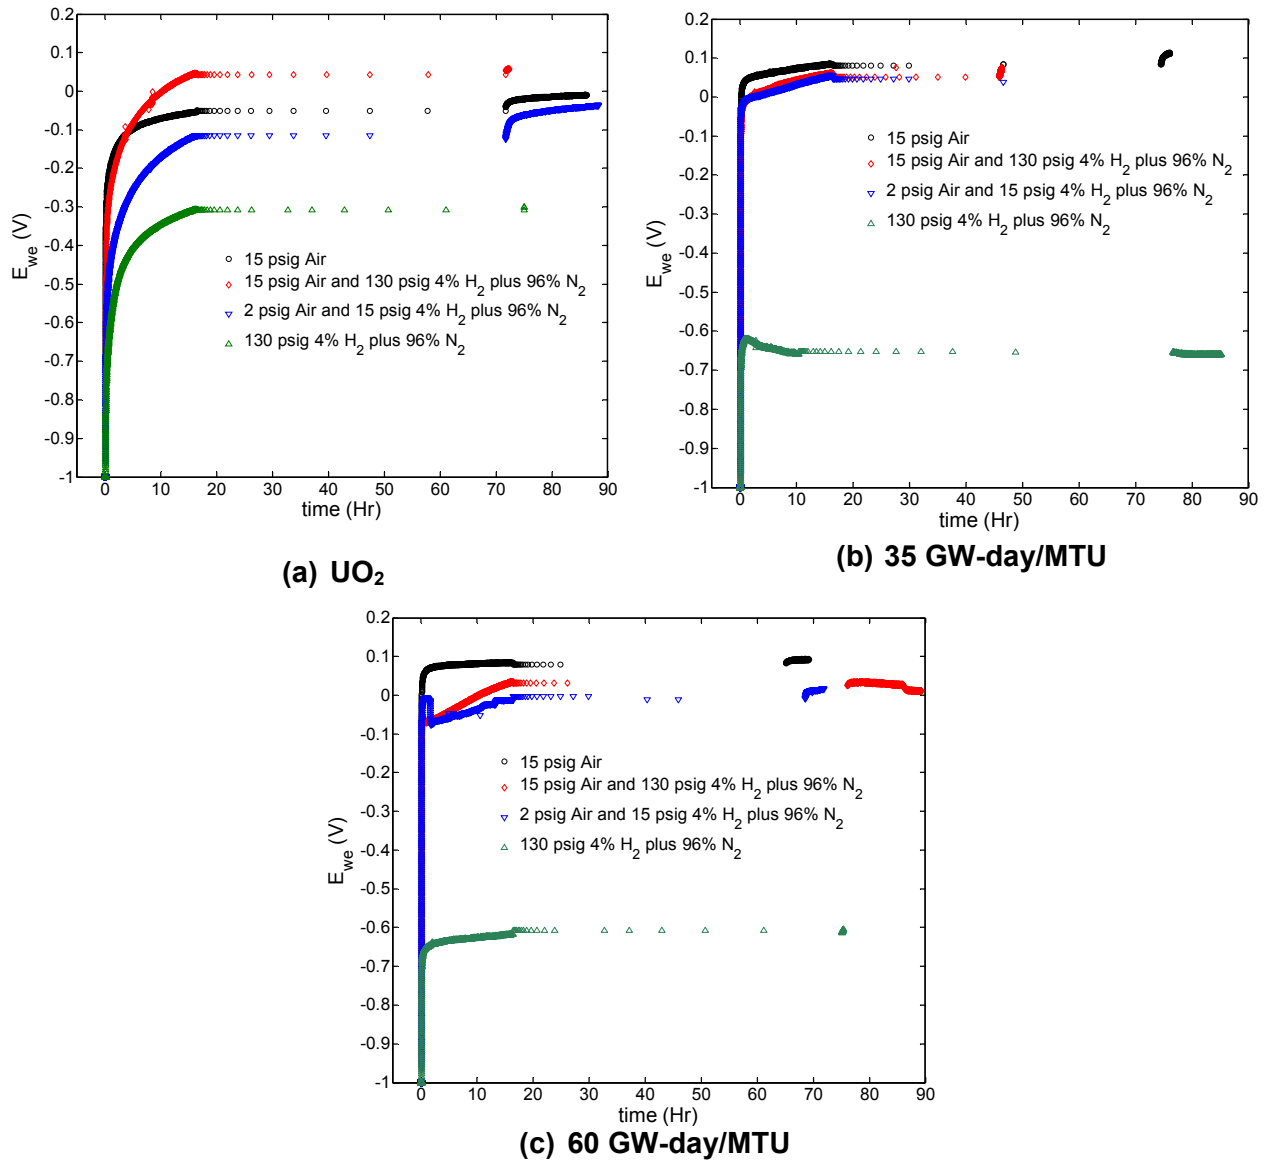 0.2
0.1
0
-0.1
-0.2
-0.3
-0.4
-0.5
-0.6
-0.7
-0.8
-0.9
-1
E_we (V)
0 10 20 30 40 50 60 70 80 90
time (Hr)
15 psig Air
15 psig Air and 130 psig 4% H2 plus 96% N2
2 psig Air and 15 psig 4% H2 plus 96% N2
130 psig 4% H2 plus 96% N2
(a) UO2
0.2
0.1
0
-0.1
-0.2
-0.3
-0.4
-0.5
-0.6
-0.7
-0.8
-0.9
-1
E_we (V)
0 10 20 30 40 50 60 70 80 90
time (Hr)
15 psig Air
15 psig Air and 130 psig 4% H2 plus 96% N2
2 psig Air and 15 psig 4% H2 plus 96% N2
130 psig 4% H2 plus 96% N2
(b) 35 GW-day/MTU
0.2
0.1
0
-0.1
-0.2
-0.3
-0.4
-0.5
-0.6
-0.7
-0.8
-0.9
-1
E_we (V)
0 10 20 30 40 50 60 70 80 90
time (Hr)
15 psig Air
15 psig Air and 130 psig 4% H2 plus 96% N2
2 psig Air and 15 psig 4% H2 plus 96% N2
130 psig 4% H2 plus 96% N2
(c) 60 GW-day/MTU